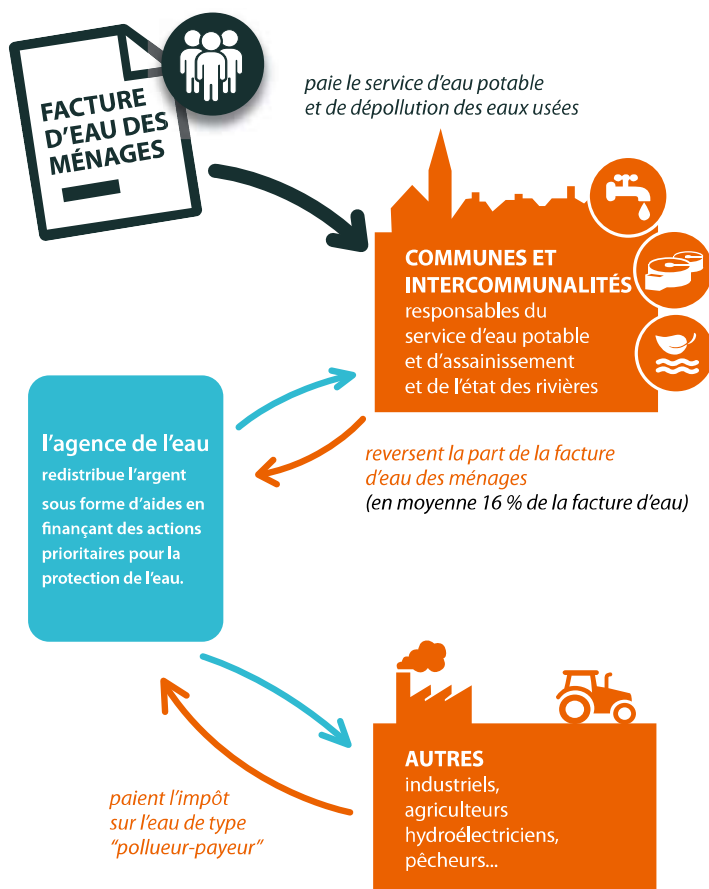 FACTURE
D'EAU DES
MÉNAGES
paie le service d'eau potable
et de dépollution des eaux usées
COMMUNES ET
INTERCOMMUNALITÉS
responsables du
service d'eau potable
et d'assainissement
et de l'état des rivières
l'agence de l'eau
redistribue l'argent
sous forme d'aides en
finançant des actions
prioritaires pour la
protection de l'eau.
reversent la part de la facture
d'eau des ménages
(en moyenne 16 % de la facture d'eau)
AUTRES
industriels,
agriculteurs
hydroélectriciens,
pêcheurs...
paient l'impôt
sur l'eau de type
"pollueur-payeur"